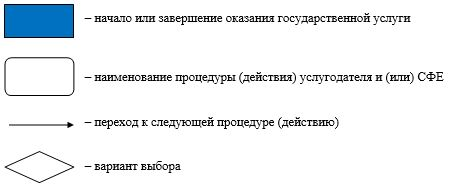 – начало или завершение оказания государственной услуги
– наименование процедуры (действия) услугодателя и (или) СФЕ
– переход к следующей процедуре (действию)
– вариант выбора